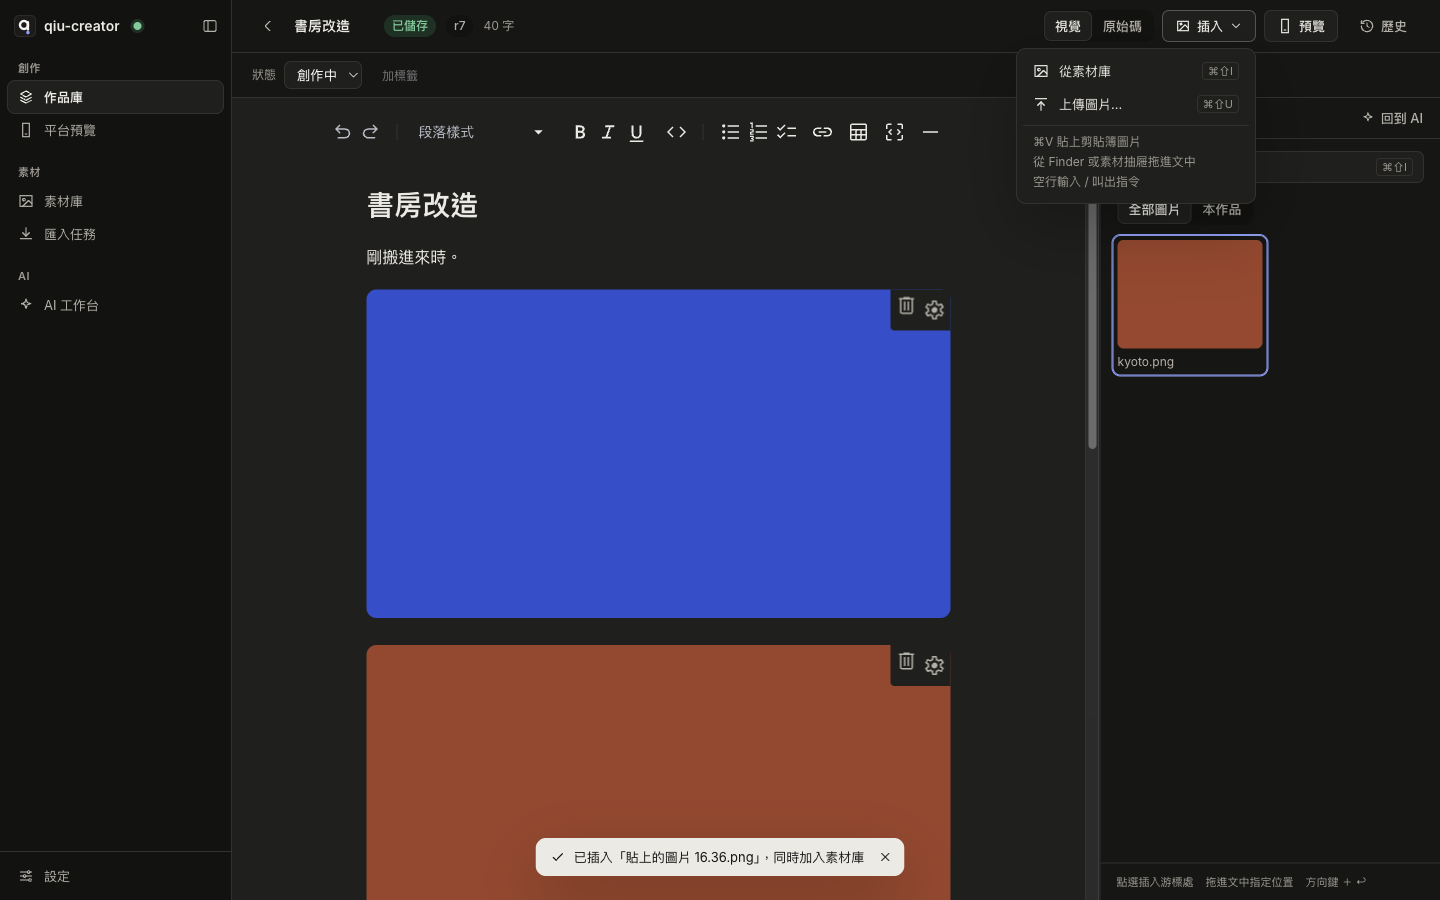 qiu-creator
創作
作品庫
平台預覽
素材
素材庫
匯入任務
AI
AI 工作台
設定
書房改造
已儲存
r7
40 字
視覺
原始碼
插入
預覽
歷史
狀態
創作中
加標籤
從素材庫
⌘⇧I
上傳圖片...
⌘⇧U
⌘V 貼上剪貼簿圖片
從 Finder 或素材抽屜拖進文中
空行輸入 / 叫出指令
回到 AI
⌘⇧I
全部圖片
本作品
kyoto.png
段落樣式
B I U
書房改造
剛搬進來時。
已插入「貼上的圖片 16.36.png」，同時加入素材庫
點選插入游標處 拖進文中指定位置 方向鍵 + ↩